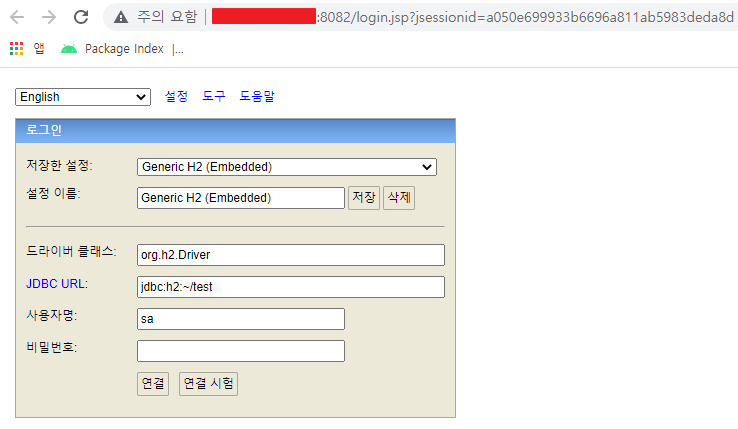 주의 요함 | :8082/login.jsp?jsessionid=a050e699933b6696a811ab5983deda8d
앱 Package Index |...
English 설정 도구 도움말
로그인
저장한 설정: Generic H2 (Embedded)
설정 이름: Generic H2 (Embedded) 저장 삭제
드라이버 클래스: org.h2.Driver
JDBC URL: jdbc:h2:~/test
사용자명: sa
비밀번호:
연결 연결 시험